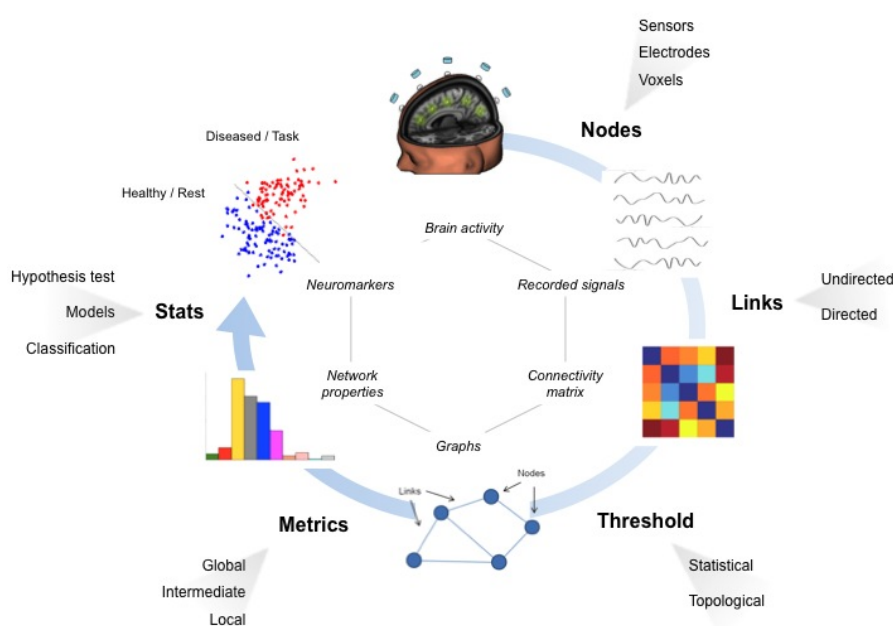 Sensors
Electrodes
Voxels
Nodes
Diseased / Task
Healthy / Rest
Brain activity
Neuromarkers
Recorded signals
Hypothesis test
Models
Classification
Stats
Undirected
Directed
Links
Network
properties
Connectivity
matrix
Graphs
Links
Nodes
Metrics
Threshold
Global
Intermediate
Local
Statistical
Topological